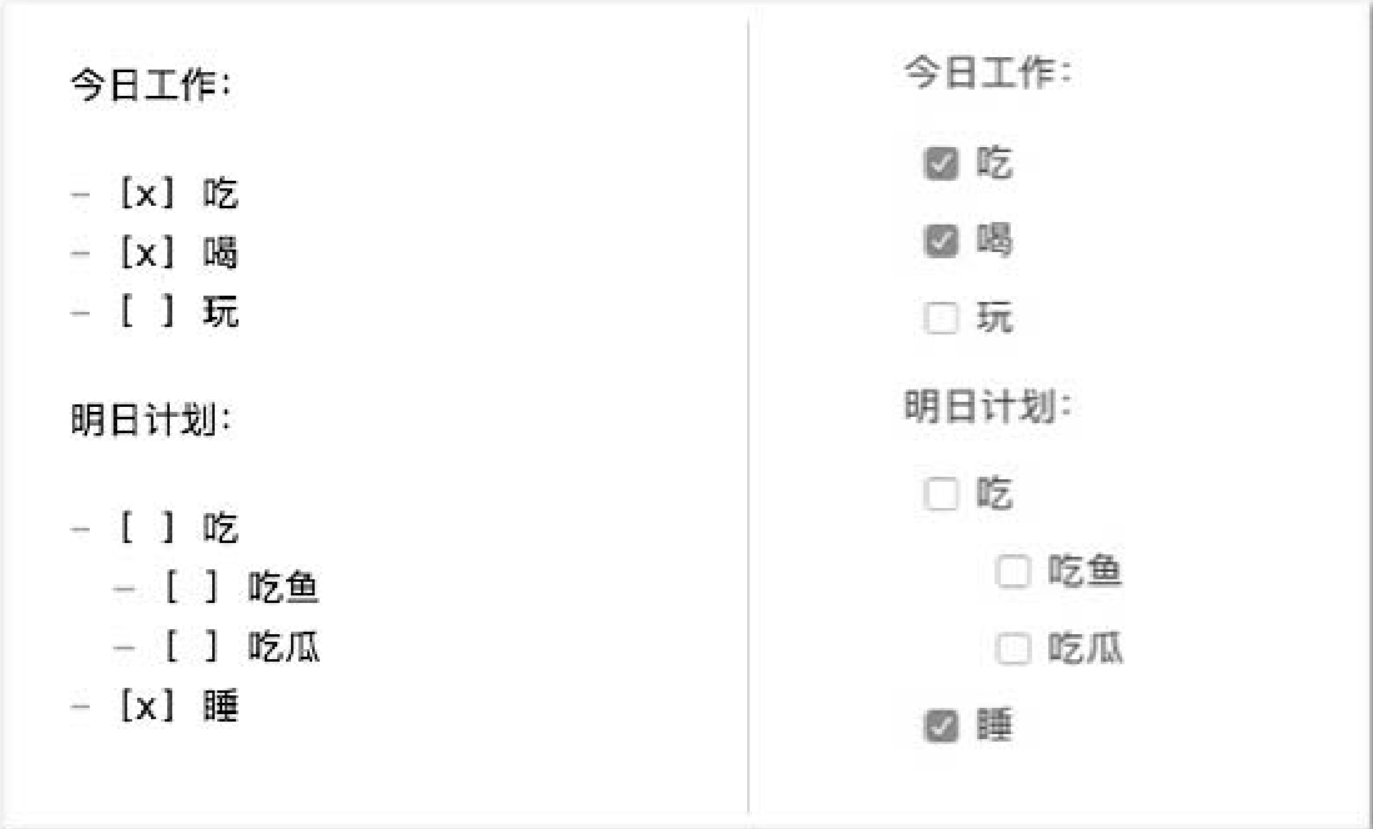 今日工作:
- [x] 吃
- [x] 喝
- [ ] 玩
明日计划:
- [ ] 吃
  - [ ] 吃鱼
  - [ ] 吃瓜
- [x] 睡
今日工作:
吃
喝
玩
明日计划:
吃
吃鱼
吃瓜
睡